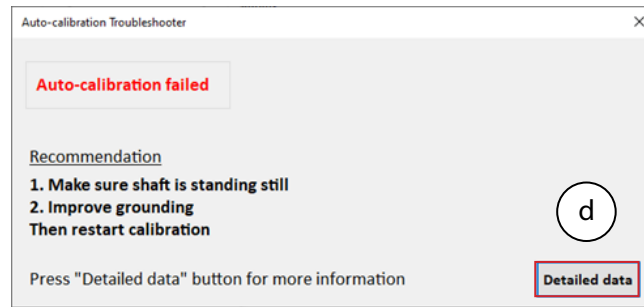 Auto-calibration Troubleshooter
Auto-calibration failed
Recommendation
1. Make sure shaft is standing still
2. Improve grounding
Then restart calibration
d
Press "Detailed data" button for more information
Detailed data